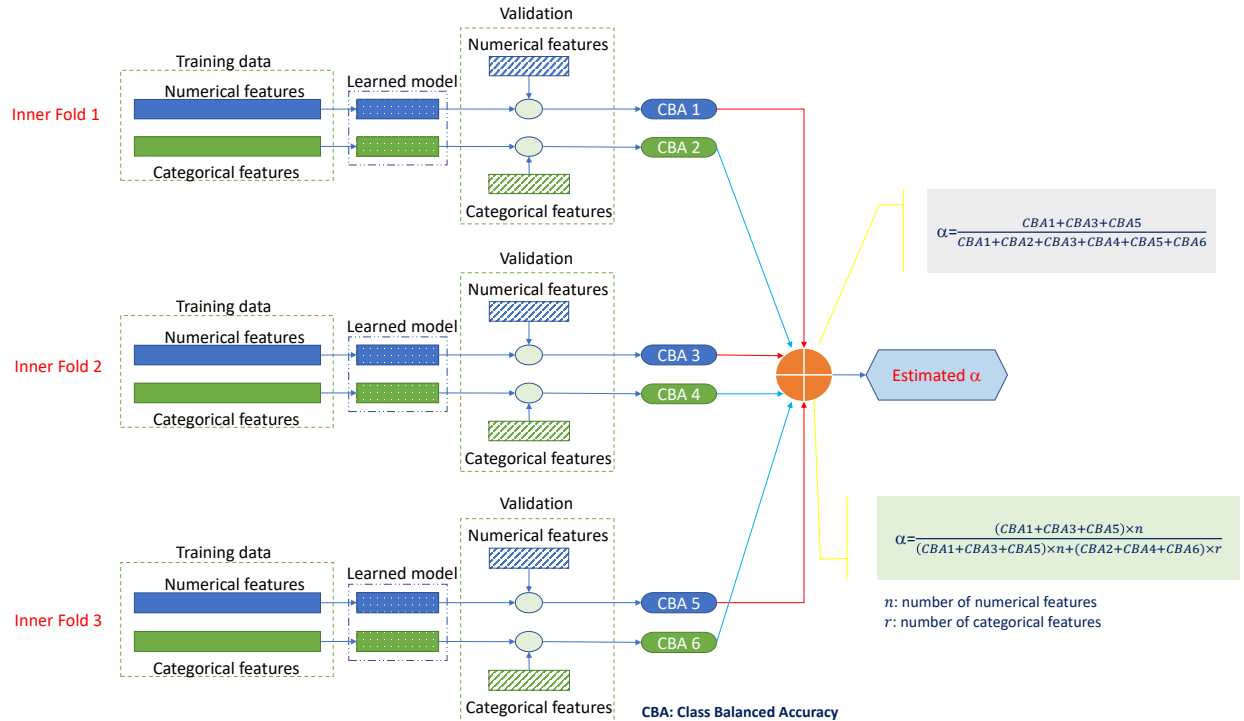 Validation
Numerical features
Training data
Numerical features
Learned model
Inner Fold 1
CBA 1
CBA 2
Categorical features
Categorical features
α=CBA1+CBA3+CBA5
CBA1+CBA2+CBA3+CBA4+CBA5+CBA6
Validation
Numerical features
Training data
Numerical features
Learned model
Inner Fold 2
CBA 3
CBA 4
Estimated α
Categorical features
Categorical features
Validation
Numerical features
Training data
Numerical features
Learned model
Inner Fold 3
CBA 5
CBA 6
Categorical features
Categorical features
α=(CBA1+CBA3+CBA5)×n
(CBA1+CBA3+CBA5)×n+(CBA2+CBA4+CBA6)×r
n: number of numerical features
r: number of categorical features
CBA: Class Balanced Accuracy